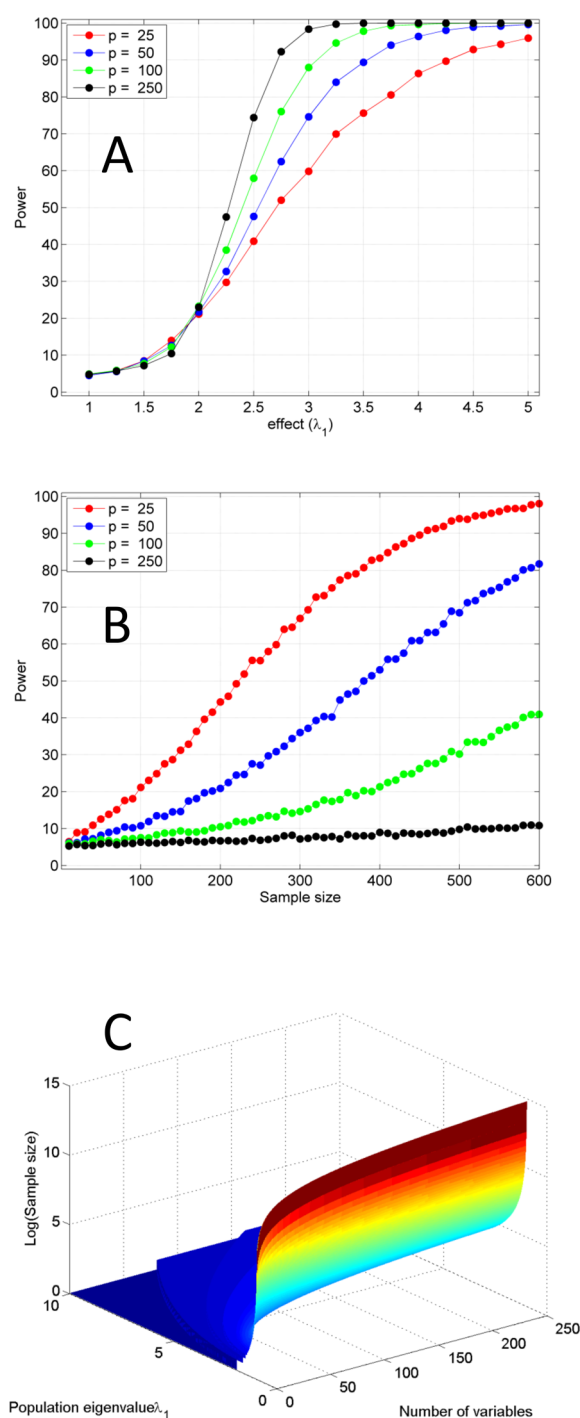 100
90
80
70
60
50
40
30
20
10
0
Power
p = 25
p = 50
p = 100
p = 250
A
1
1.5
2
2.5
3
3.5
4
4.5
5
effect (λ1)
100
90
80
70
60
50
40
30
20
10
0
Power
p = 25
p = 50
p = 100
p = 250
B
100
200
300
400
500
600
Sample size
C
15
10
5
0
Log(Sample size)
10
5
0
Population eigenvalueλ1
0
50
100
150
200
250
Number of variables